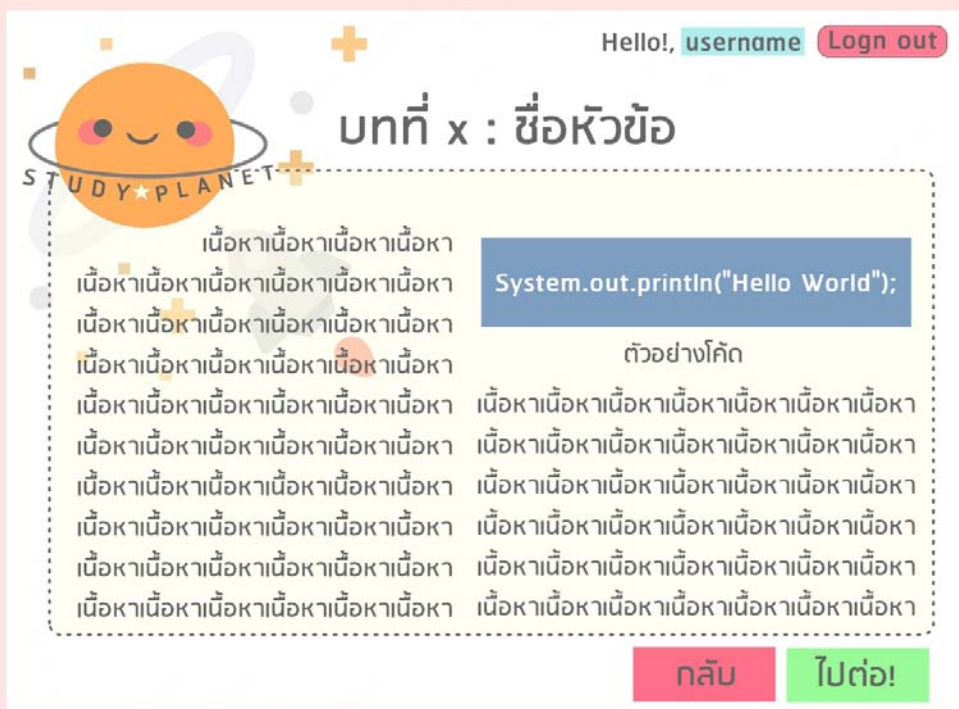 Hello!, username Logn out
STUDY★PLANET
บทที่ x : ชื่อหัวข้อ
เนื้อหาเนื้อหาเนื้อหาเนื้อหา
เนื้อหาเนื้อหาเนื้อหาเนื้อหาเนื้อหาเนื้อหา
เนื้อหาเนื้อหาเนื้อหาเนื้อหาเนื้อหาเนื้อหา
เนื้อหาเนื้อหาเนื้อหาเนื้อหาเนื้อหาเนื้อหา
เนื้อหาเนื้อหาเนื้อหาเนื้อหาเนื้อหาเนื้อหา
เนื้อหาเนื้อหาเนื้อหาเนื้อหาเนื้อหาเนื้อหา
เนื้อหาเนื้อหาเนื้อหาเนื้อหาเนื้อหาเนื้อหา
เนื้อหาเนื้อหาเนื้อหาเนื้อหาเนื้อหาเนื้อหา
เนื้อหาเนื้อหาเนื้อหาเนื้อหาเนื้อหาเนื้อหา
เนื้อหาเนื้อหาเนื้อหาเนื้อหาเนื้อหาเนื้อหา
System.out.println("Hello World");
ตัวอย่างโค้ด
เนื้อหาเนื้อหาเนื้อหาเนื้อหาเนื้อหาเนื้อหาเนื้อหา
เนื้อหาเนื้อหาเนื้อหาเนื้อหาเนื้อหาเนื้อหาเนื้อหา
เนื้อหาเนื้อหาเนื้อหาเนื้อหาเนื้อหาเนื้อหาเนื้อหา
เนื้อหาเนื้อหาเนื้อหาเนื้อหาเนื้อหาเนื้อหาเนื้อหา
เนื้อหาเนื้อหาเนื้อหาเนื้อหาเนื้อหาเนื้อหาเนื้อหา
เนื้อหาเนื้อหาเนื้อหาเนื้อหาเนื้อหาเนื้อหาเนื้อหา
กลับ ไปต่อ!